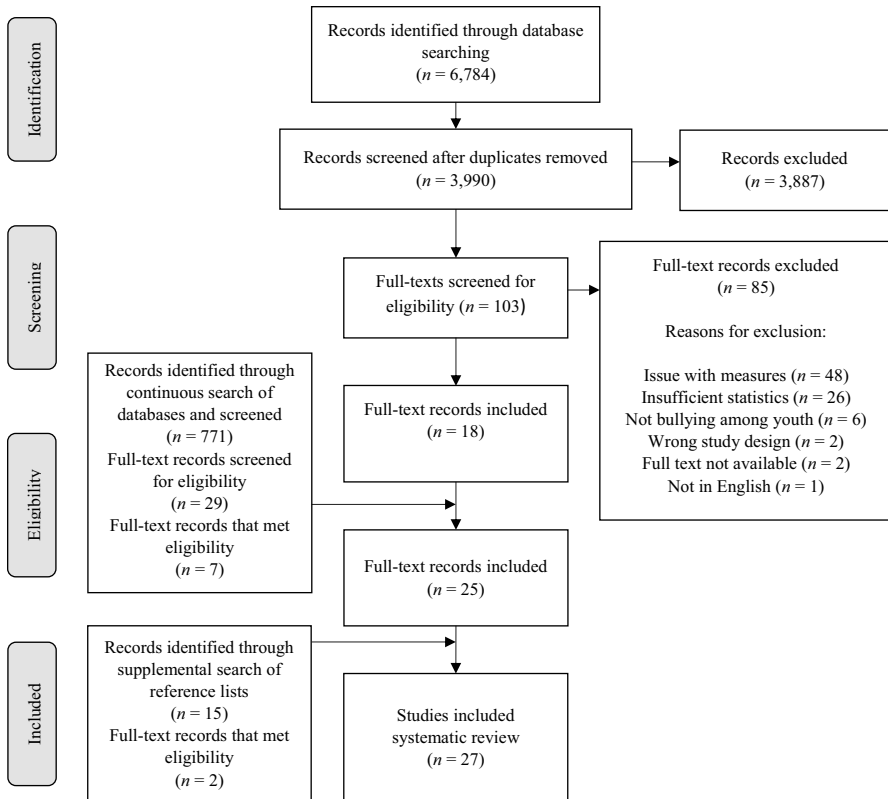 Identification
Records identified through database
searching
(n = 6,784)
Records screened after duplicates removed
(n = 3,990)
Records excluded
(n = 3,887)
Screening
Full-texts screened for
eligibility (n = 103)
Full-text records excluded
(n = 85)
Reasons for exclusion:
Issue with measures (n = 48)
Insufficient statistics (n = 26)
Not bullying among youth (n = 6)
Wrong study design (n = 2)
Full text not available (n = 2)
Not in English (n = 1)
Records identified through
continuous search of
databases and screened
(n = 771)
Full-text records screened
for eligibility
(n = 29)
Full-text records that met
eligibility
(n = 7)
Full-text records included
(n = 18)
Eligibility
Full-text records included
(n = 25)
Records identified through
supplemental search of
reference lists
(n = 15)
Full-text records that met
eligibility
(n = 2)
Included
Studies included
systematic review
(n = 27)